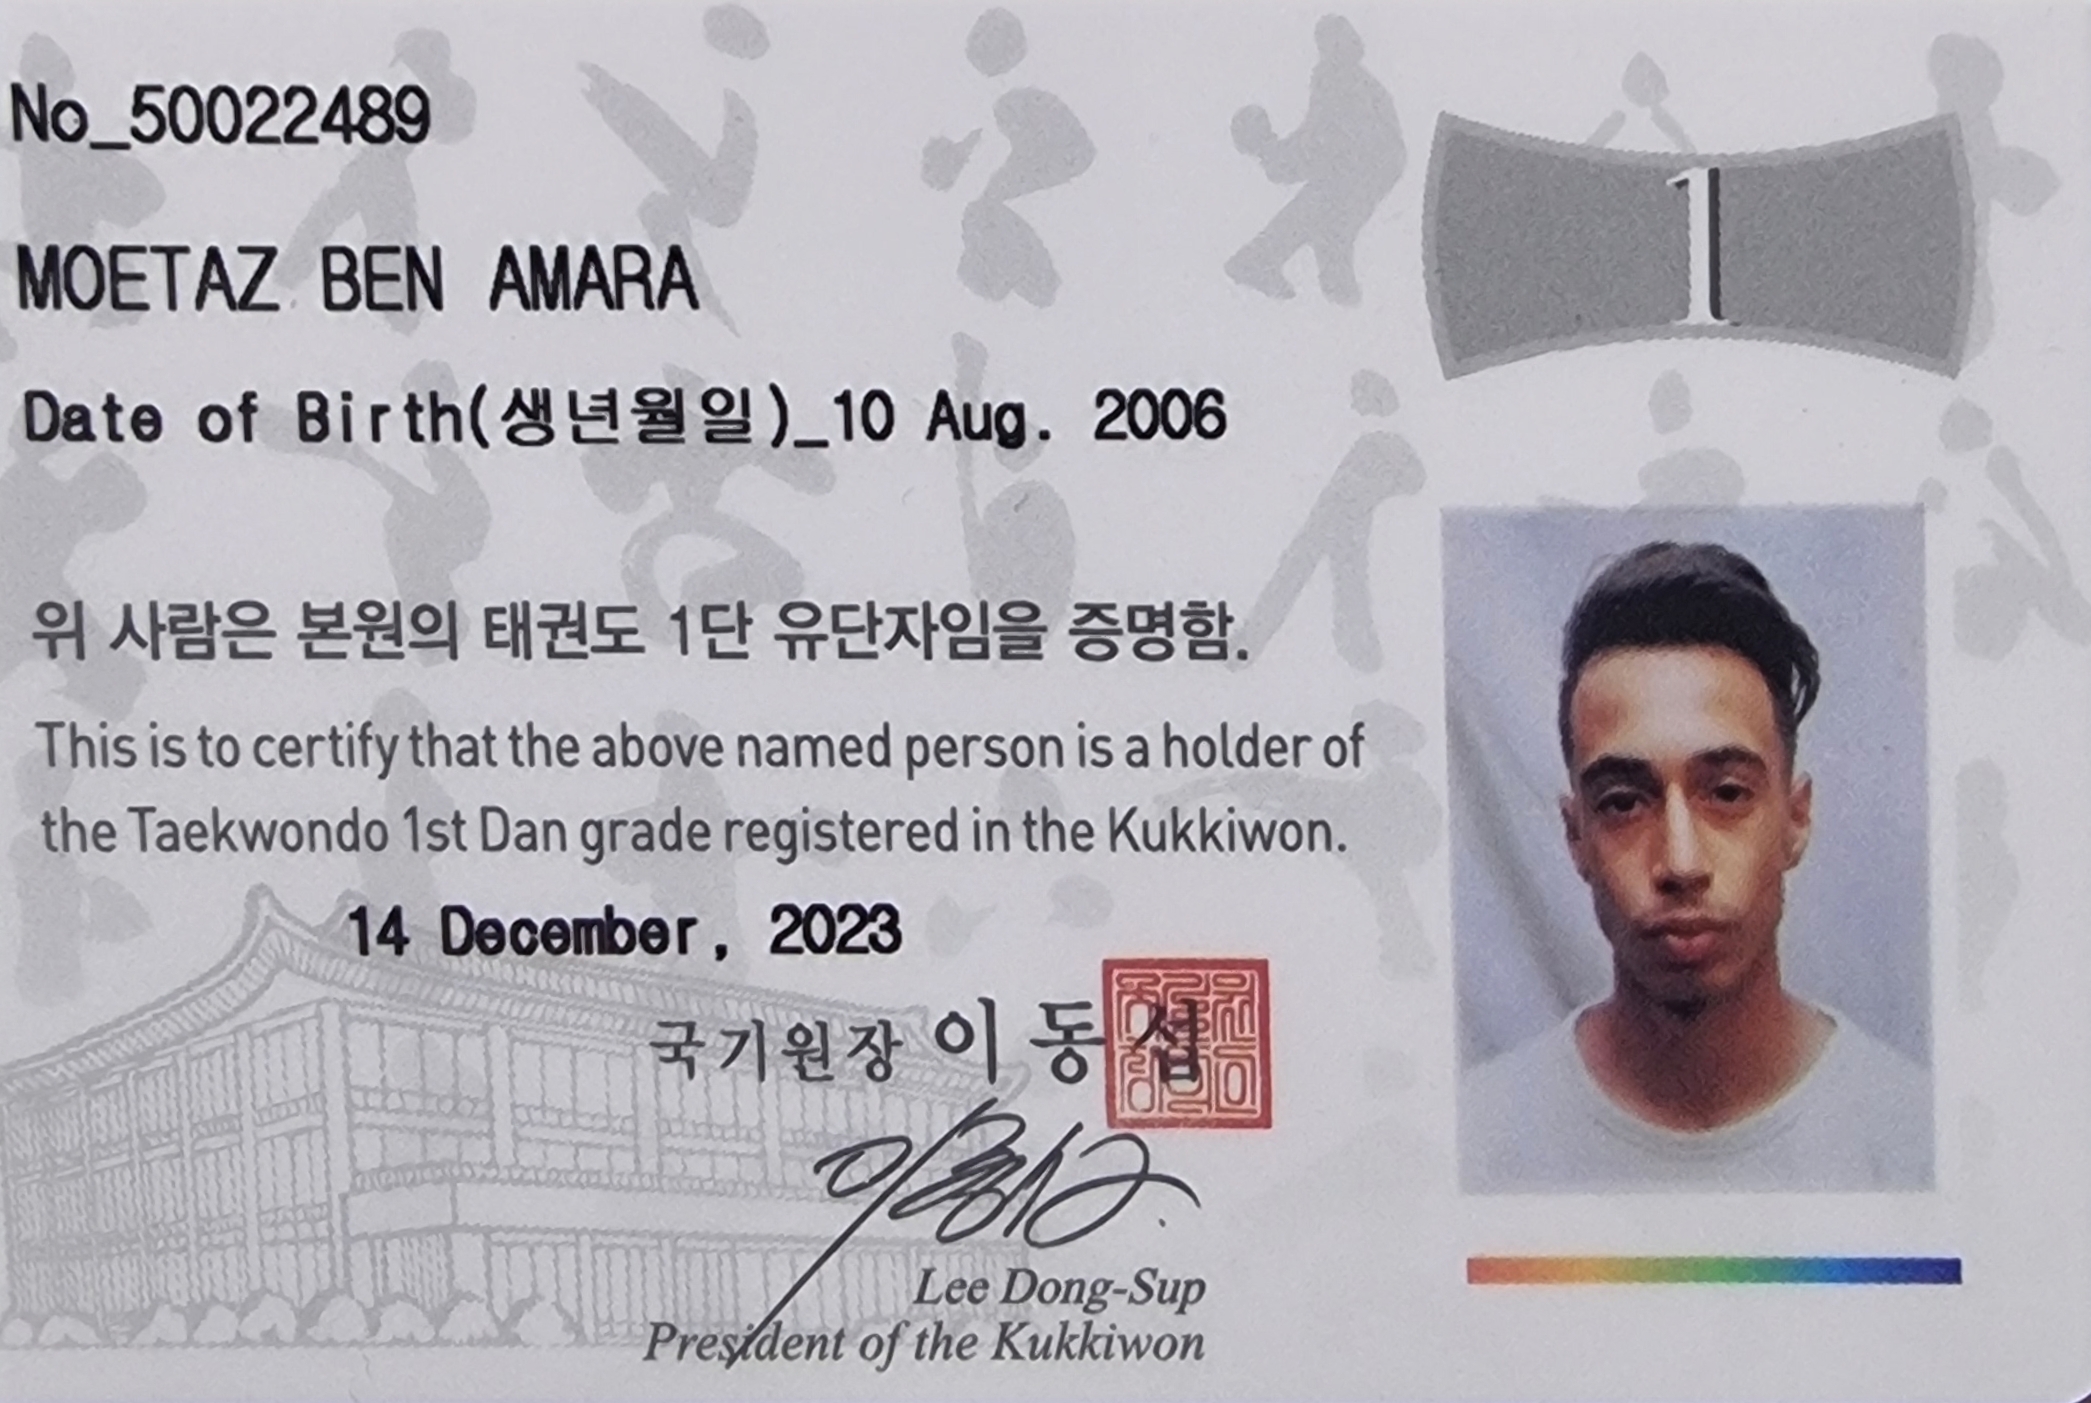 No_50022489
1
MOETAZ BEN AMARA
Date of Birth(생년월일)_10 Aug. 2006
위 사람은 본원의 태권도 1단 유단자임을 증명함.
This is to certify that the above named person is a holder of
the Taekwondo 1st Dan grade registered in the Kukkiwon.
14 December, 2023
국기원장 이동섭
Lee Dong-Sup
President of the Kukkiwon